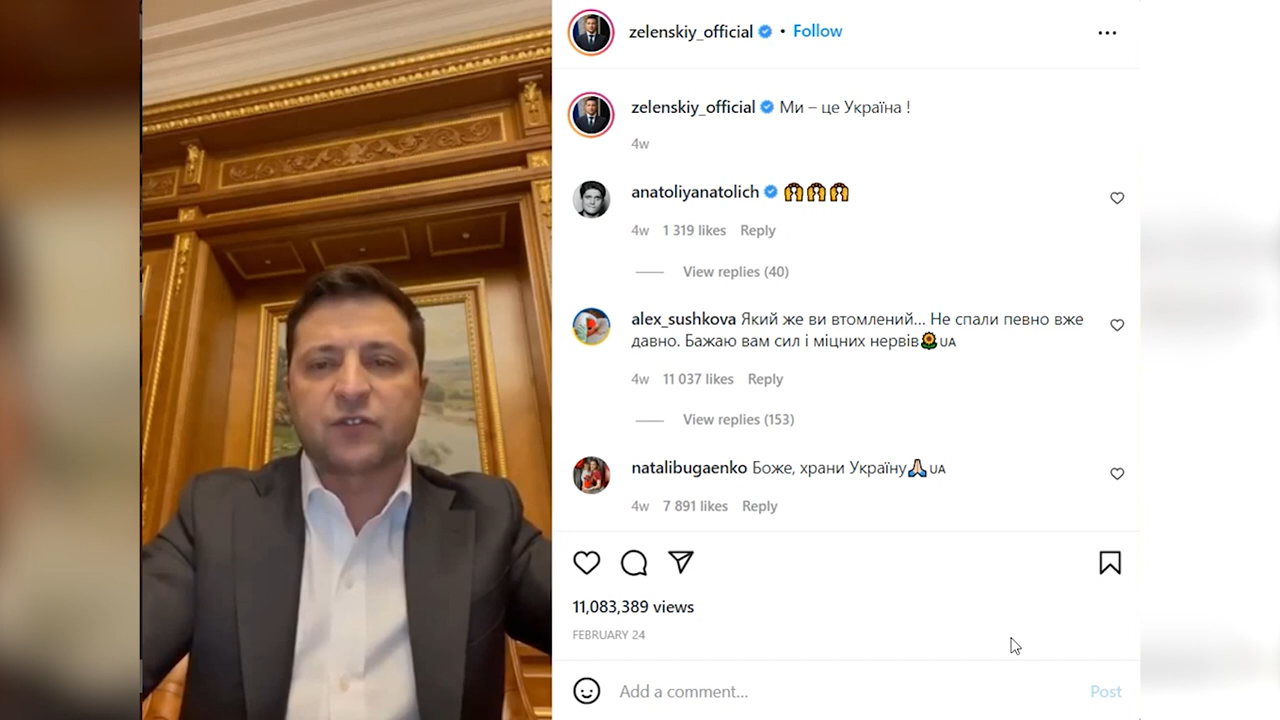 zelenskiy_official • Follow
zelenskiy_official Ми – це Україна !
4w
anatoliyanatolich
4w 1 319 likes Reply
View replies (40)
alex_sushkova Який же ви втомлений... Не спали певно вже
давно. Бажаю вам сил і міцних нервів🌻UA
4w 11 037 likes Reply
View replies (153)
natalibugaenko Боже, храни Україну🙏🏻UA
4w 7 891 likes Reply
11,083,389 views
FEBRUARY 24
Add a comment... Post